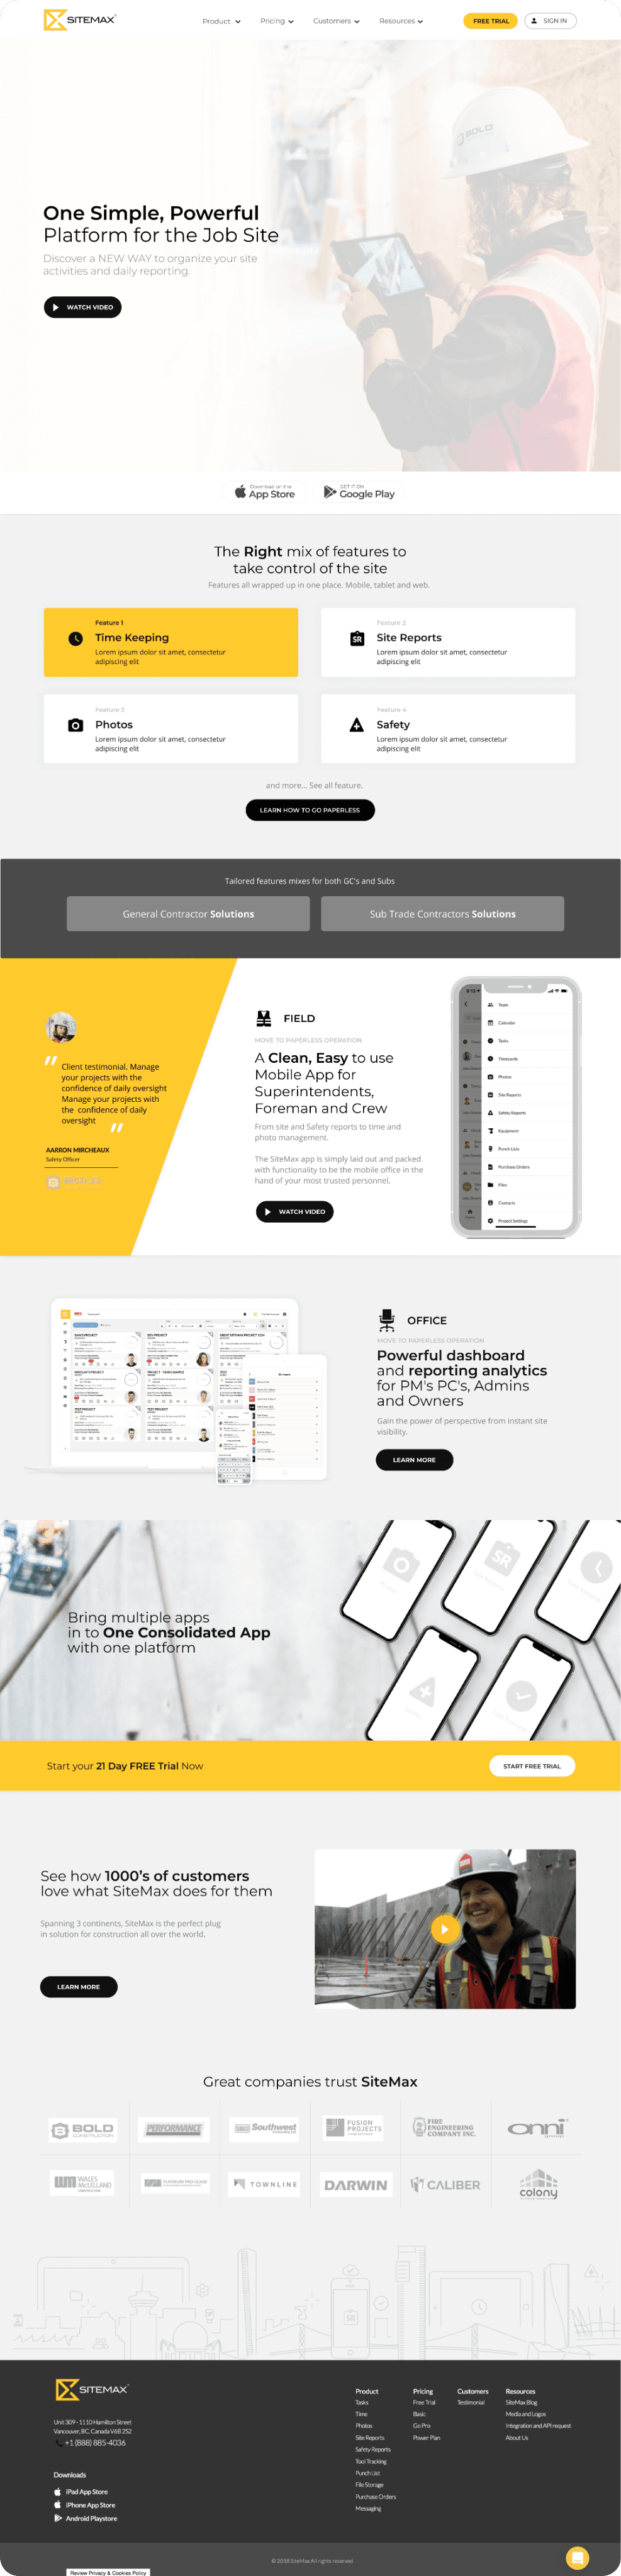 SITEMAX
Product
Pricing
Customers
Resources
FREE TRIAL
SIGN IN
BOLD
One Simple, Powerful
Platform for the Job Site
Discover a NEW WAY to organize your site
activities and daily reporting.
WATCH VIDEO
Download on the
App Store
GET IT ON
Google Play
The Right mix of features to
take control of the site
Features all wrapped up in one place. Mobile, tablet and web.
Feature 1
Time Keeping
Lorem ipsum dolor sit amet, consectetur
adipiscing elit
Feature 2
SR
Site Reports
Lorem ipsum dolor sit amet, consectetur
adipiscing elit
Feature 3
Photos
Lorem ipsum dolor sit amet, consectetur
adipiscing elit
Feature 4
Safety
Lorem ipsum dolor sit amet, consectetur
adipiscing elit
and more... See all feature.
LEARN HOW TO GO PAPERLESS
Tailored features mixes for both GC's and Subs
General Contractor Solutions
Sub Trade Contractors Solutions
"
Client testimonial. Manage
your projects with the
confidence of daily oversight
Manage your projects with
the confidence of daily
oversight
"
AARRON MIRCHEAUX
Safety Officer
FIELD
MOVE TO PAPERLESS OPERATION
A Clean, Easy to use
Mobile App for
Superintendents,
Foreman and Crew
From site and Safety reports to time and
photo management.
The SiteMax app is simply laid out and packed
with functionality to be the mobile office in the
hand of your most trusted personnel.
WATCH VIDEO
9:12
Team
Calendar
Tasks
Timecards
Photos
Site Reports
Safety Reports
Equipment
Punch Lists
Purchase Orders
Files
Contacts
Project Settings
OFFICE
MOVE TO PAPERLESS OPERATION
Powerful dashboard
and reporting analytics
for PM's PC's, Admins
and Owners
Gain the power of perspective from instant site
visibility.
LEARN MORE
Bring multiple apps
in to One Consolidated App
with one platform
SR
Start your 21 Day FREE Trial Now
START FREE TRIAL
See how 1000's of customers
love what SiteMax does for them
Spanning 3 continents, SiteMax is the perfect plug
in solution for construction all over the world.
LEARN MORE
Great companies trust SiteMax
BOLD
CONSTRUCTION
PERFORMANCE
Southwest
FUSION
PROJECTS
FIRE
ENGINEERING
COMPANY INC.
onni
WALES
McLELLAND
CONSTRUCTION
PLATINUM PRO-CLAIM
TOWNLINE
DARWIN
CALIBER
colony
SR
SITEMAX
Unit 309 - 1110 Hamilton Street
Vancouver, BC, Canada V6B 2S2
+1 (888) 885-4036
Downloads
iPad App Store
iPhone App Store
Android Playstore
Product
Tasks
Time
Photos
Site Reports
Safety Reports
Tool Tracking
Punch List
File Storage
Purchase Orders
Messaging
Pricing
Free Trial
Basic
Go Pro
Power Plan
Customers
Testimonial
Resources
SiteMax Blog
Media and Logos
Integration and API request
About Us
© 2018 SiteMax All rights reserved
Review Privacy & Cookies Policy